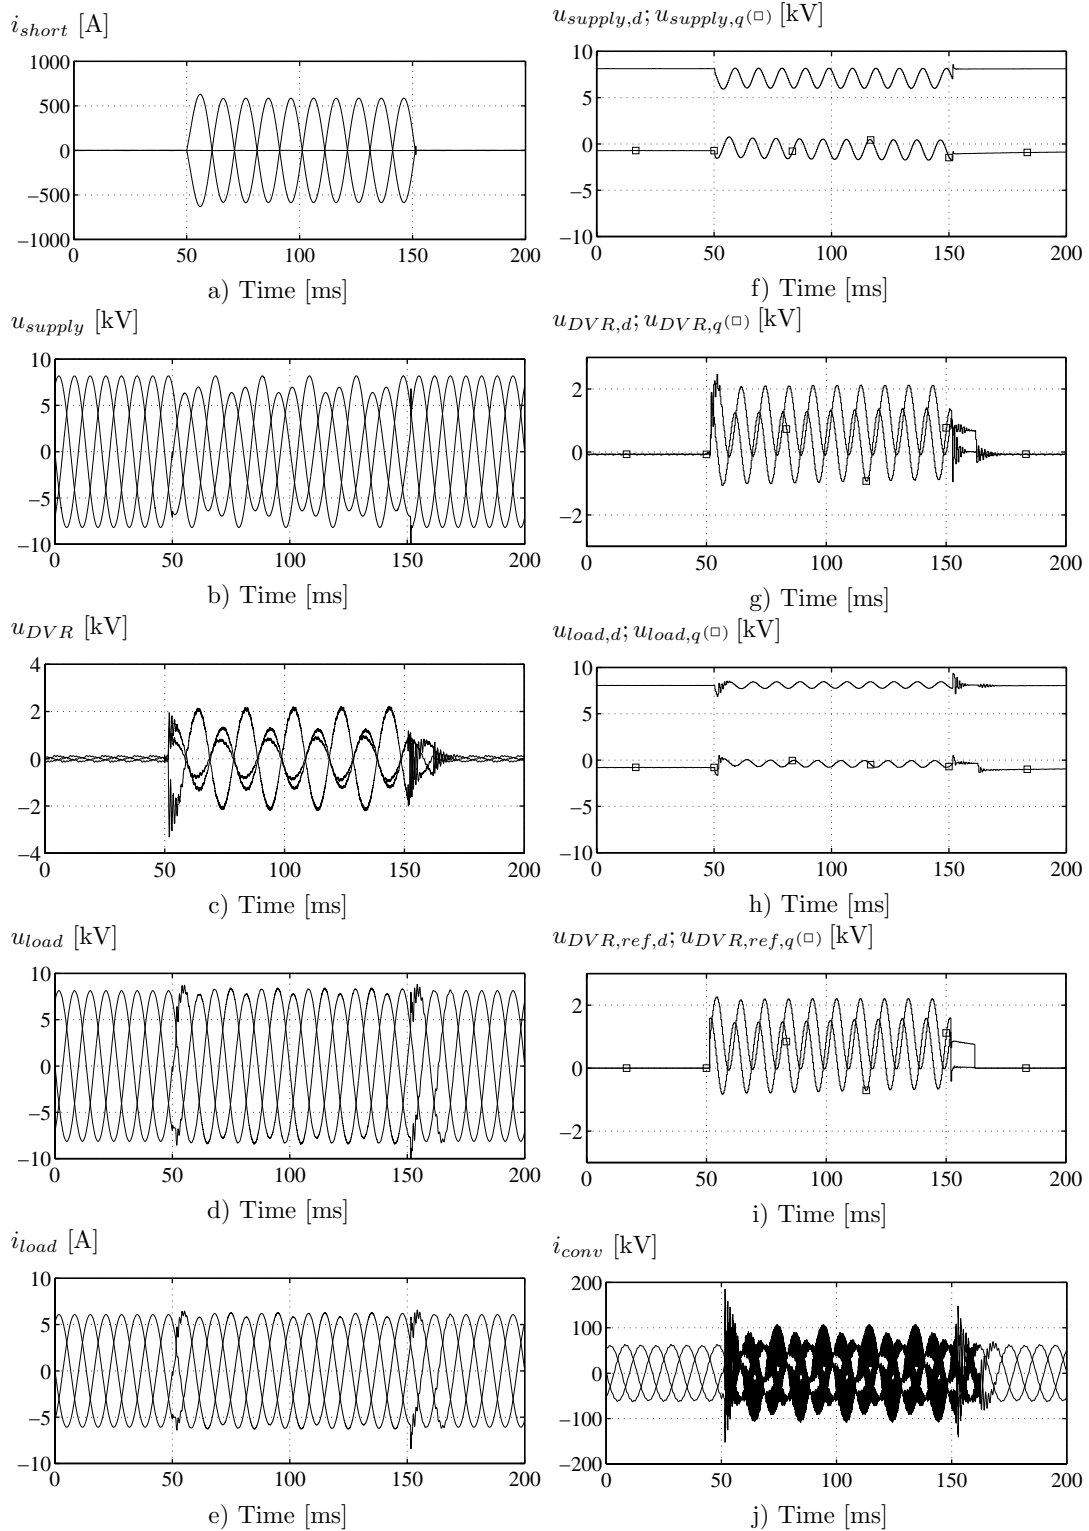 i_short [A]
1000
500
0
−500
−1000
0 50 100 150 200
a) Time [ms]
u_supply [kV]
10
5
0
−5
−10
0 50 100 150 200
b) Time [ms]
u_DVR [kV]
4
2
0
−2
−4
0 50 100 150 200
c) Time [ms]
u_load [kV]
10
5
0
−5
−10
0 50 100 150 200
d) Time [ms]
i_load [A]
10
5
0
−5
−10
0 50 100 150 200
e) Time [ms]
u_supply,d; u_supply,q(□) [kV]
10
5
0
−5
−10
0 50 100 150 200
f) Time [ms]
u_DVR,d; u_DVR,q(□) [kV]
2
0
−2
0 50 100 150 200
g) Time [ms]
u_load,d; u_load,q(□) [kV]
10
5
0
−5
−10
0 50 100 150 200
h) Time [ms]
u_DVR,ref,d; u_DVR,ref,q(□) [kV]
2
0
−2
0 50 100 150 200
i) Time [ms]
i_conv [kV]
200
100
0
−100
−200
0 50 100 150 200
j) Time [ms]